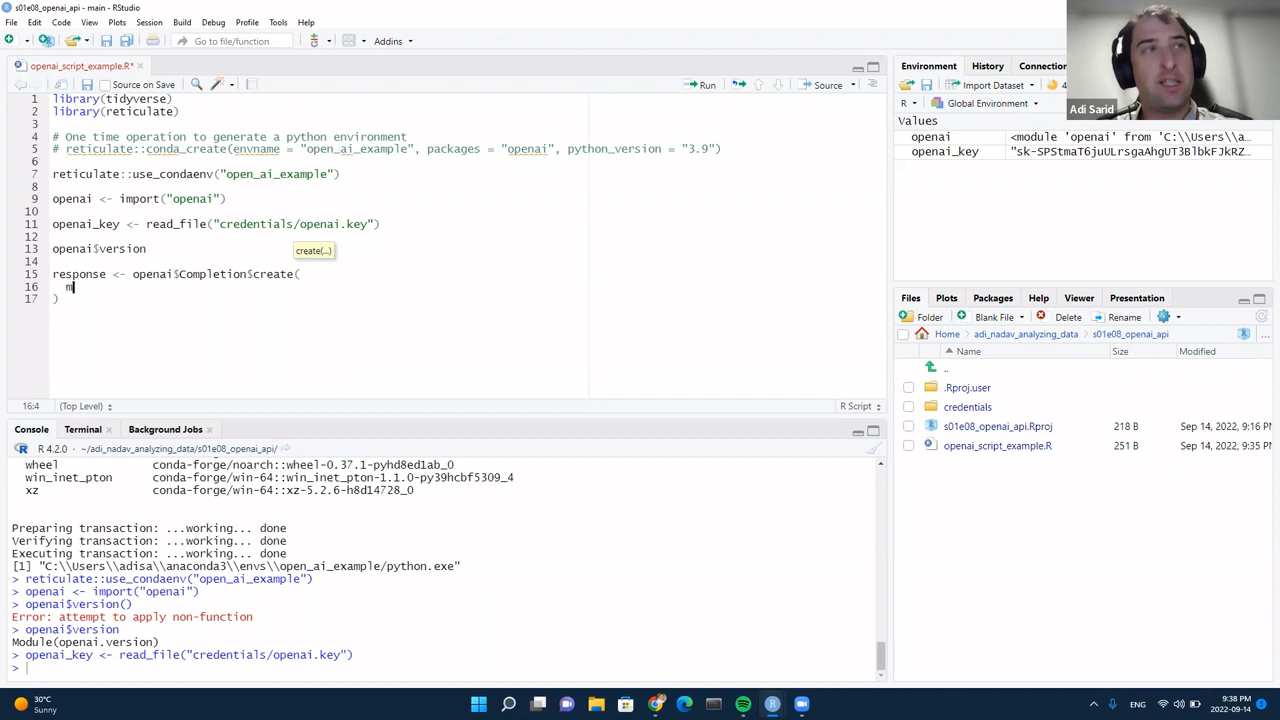 s01e08_openai_api - main - RStudio
File Edit Code View Plots Session Build Debug Profile Tools Help
Go to file/function Addins
openai_script_example.R*
Source on Save Run Source
1 library(tidyverse)
2 library(reticulate)
3
4 # One time operation to generate a python environment
5 # reticulate::conda_create(envname = "open_ai_example", packages = "openai", python_version = "3.9")
6
7 reticulate::use_condaenv("open_ai_example")
8
9 openai <- import("openai")
10
11 openai_key <- read_file("credentials/openai.key")
12
13 openai$version
create(...)
14
15 response <- openai$Completion$create(
16 m
17 )
16:4 (Top Level) R Script
Console Terminal Background Jobs
R 4.2.0 · ~/adi_nadav_analyzing_data/s01e08_openai_api/
wheel conda-forge/noarch::wheel-0.37.1-pyhd8ed1ab_0
win_inet_pton conda-forge/win-64::win_inet_pton-1.1.0-py39hcbf5309_4
xz conda-forge/win-64::xz-5.2.6-h8d14728_0
Preparing transaction: ...working... done
Verifying transaction: ...working... done
Executing transaction: ...working... done
[1] "C:\\Users\\adisa\\anaconda3\\envs\\open_ai_example/python.exe"
> reticulate::use_condaenv("open_ai_example")
> openai <- import("openai")
> openai$version()
Error: attempt to apply non-function
> openai$version
Module(openai.version)
> openai_key <- read_file("credentials/openai.key")
>
Environment History Connection
Import Dataset
R Global Environment
Values
openai <module 'openai' from 'C:\\Users\\a…
openai_key "sk-SPStmaT6juULrsgaAhgUT3BlbkFJkRZ…
Adi Sarid
Files Plots Packages Help Viewer Presentation
Folder Blank File Delete Rename
Home adi_nadav_analyzing_data s01e08_openai_api
Name Size Modified
..
.Rproj.user
credentials
s01e08_openai_api.Rproj 218 B Sep 14, 2022, 9:16 PM
openai_script_example.R 251 B Sep 14, 2022, 9:35 PM
30°C
Sunny
ENG
9:38 PM
2022-09-14